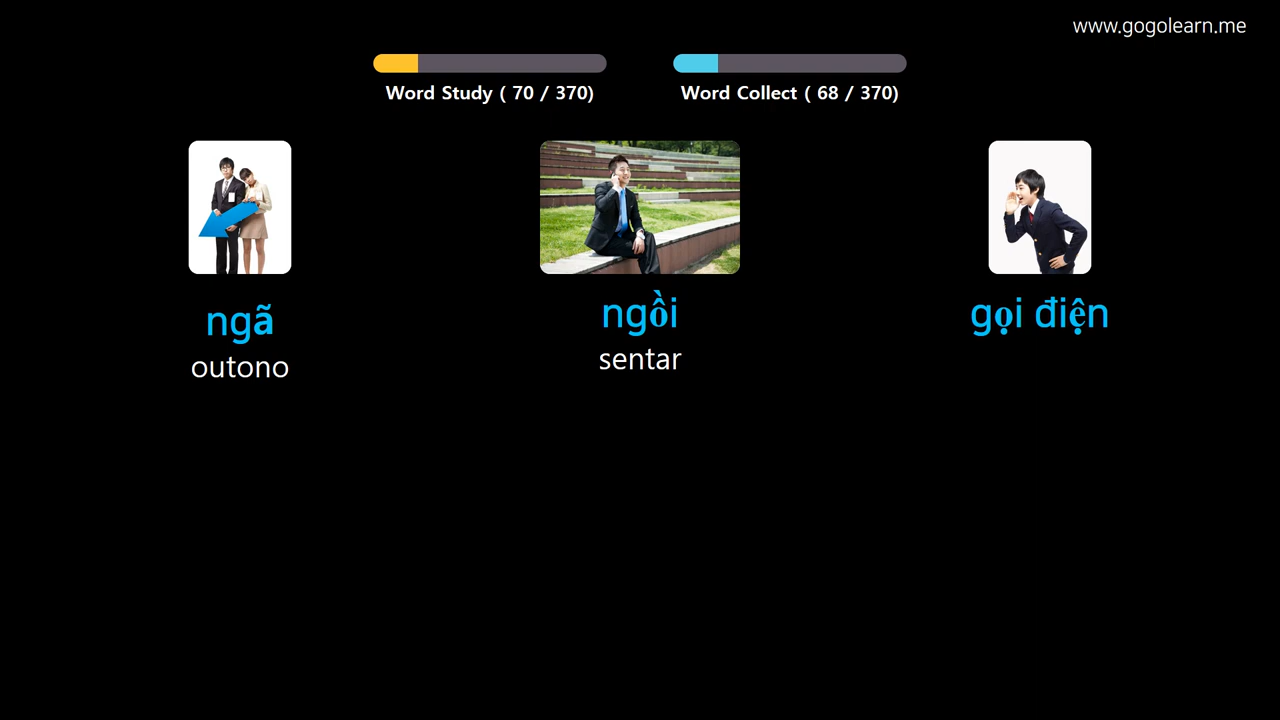 www.gogolearn.me
Word Study ( 70 / 370)
Word Collect ( 68 / 370)
ngã
outono
ngồi
sentar
gọi điện